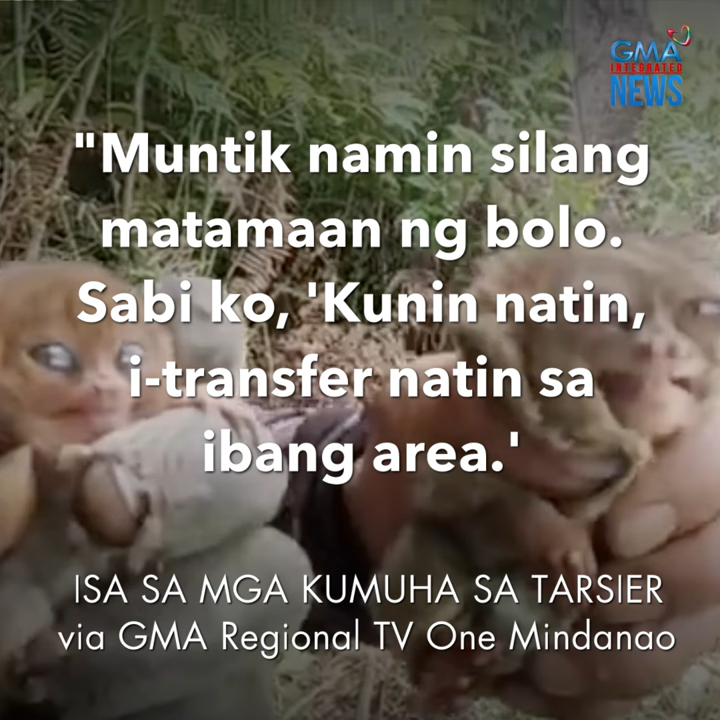 GMA
INTEGRATED
NEWS
"Muntik namin silang
matamaan ng bolo.
Sabi ko, 'Kunin natin,
i-transfer natin sa
ibang area.'
ISA SA MGA KUMUHA SA TARSIER
via GMA Regional TV One Mindanao